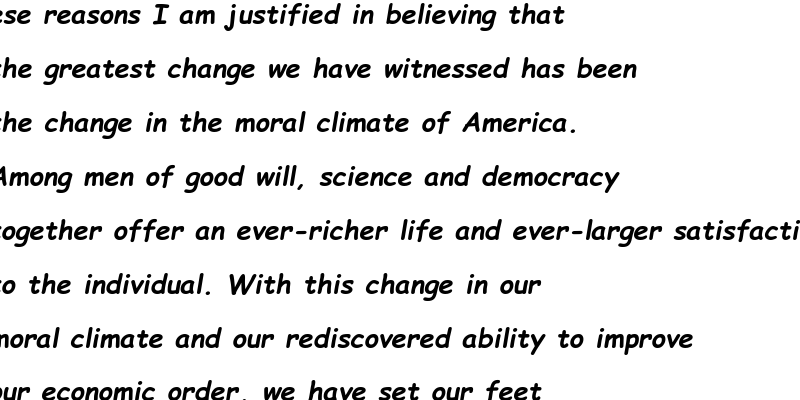 reasons I am justified in believing that
the greatest change we have witnessed has been
the change in the moral climate of America.
Among men of good will, science and democracy
together offer an ever-richer life and ever-larger
to the individual. With this change in our
moral climate and our rediscovered ability to improve
our economic order, we have set our feet